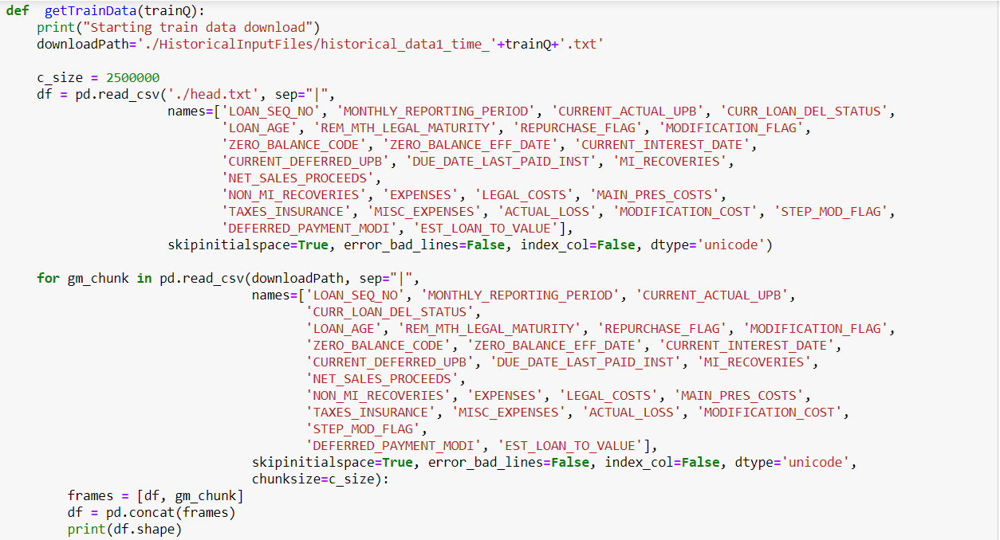 def  getTrainData(trainQ):
    print("Starting train data download")
    downloadPath='./HistoricalInputFiles/historical_data1_time_'+trainQ+'.txt'

    c_size = 2500000
    df = pd.read_csv('./head.txt', sep="|",
                     names=['LOAN_SEQ_NO', 'MONTHLY_REPORTING_PERIOD', 'CURRENT_ACTUAL_UPB', 'CURR_LOAN_DEL_STATUS',
                            'LOAN_AGE', 'REM_MTH_LEGAL_MATURITY', 'REPURCHASE_FLAG', 'MODIFICATION_FLAG',
                            'ZERO_BALANCE_CODE', 'ZERO_BALANCE_EFF_DATE', 'CURRENT_INTEREST_DATE',
                            'CURRENT_DEFERRED_UPB', 'DUE_DATE_LAST_PAID_INST', 'MI_RECOVERIES',
                            'NET_SALES_PROCEEDS',
                            'NON_MI_RECOVERIES', 'EXPENSES', 'LEGAL_COSTS', 'MAIN_PRES_COSTS',
                            'TAXES_INSURANCE', 'MISC_EXPENSES', 'ACTUAL_LOSS', 'MODIFICATION_COST', 'STEP_MOD_FLAG',
                            'DEFERRED_PAYMENT_MODI', 'EST_LOAN_TO_VALUE'],
                     skipinitialspace=True, error_bad_lines=False, index_col=False, dtype='unicode')

    for gm_chunk in pd.read_csv(downloadPath, sep="|",
                                names=['LOAN_SEQ_NO', 'MONTHLY_REPORTING_PERIOD', 'CURRENT_ACTUAL_UPB',
                                       'CURR_LOAN_DEL_STATUS',
                                       'LOAN_AGE', 'REM_MTH_LEGAL_MATURITY', 'REPURCHASE_FLAG', 'MODIFICATION_FLAG',
                                       'ZERO_BALANCE_CODE', 'ZERO_BALANCE_EFF_DATE', 'CURRENT_INTEREST_DATE',
                                       'CURRENT_DEFERRED_UPB', 'DUE_DATE_LAST_PAID_INST', 'MI_RECOVERIES',
                                       'NET_SALES_PROCEEDS',
                                       'NON_MI_RECOVERIES', 'EXPENSES', 'LEGAL_COSTS', 'MAIN_PRES_COSTS',
                                       'TAXES_INSURANCE', 'MISC_EXPENSES', 'ACTUAL_LOSS', 'MODIFICATION_COST',
                                       'STEP_MOD_FLAG',
                                       'DEFERRED_PAYMENT_MODI', 'EST_LOAN_TO_VALUE'],
                                skipinitialspace=True, error_bad_lines=False, index_col=False, dtype='unicode',
                                chunksize=c_size):
        frames = [df, gm_chunk]
        df = pd.concat(frames)
        print(df.shape)